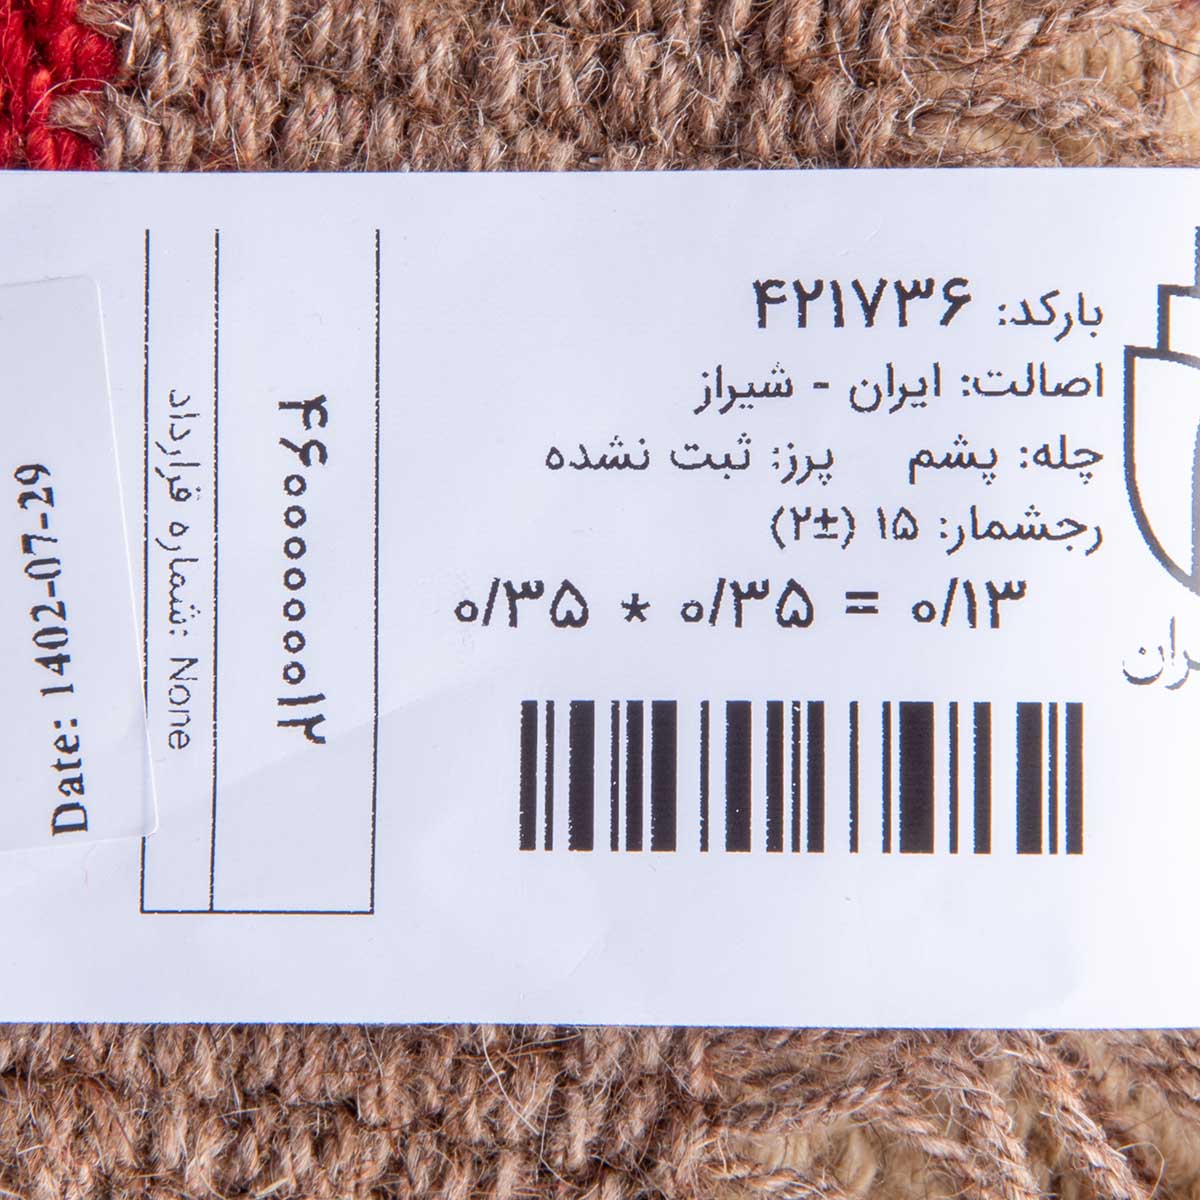 بارکد: ۴۲۱۷۳۶
اصالت: ایران - شیراز
چله: پشم پرز: ثبت نشده
رجشمار: ۱۵ (±۲)
۰/۳۵ * ۰/۳۵ = ۰/۱۳
۴۶۰۰۰۰۰۰۰۱۲
شماره قرارداد: None
Date: 1402-07-29